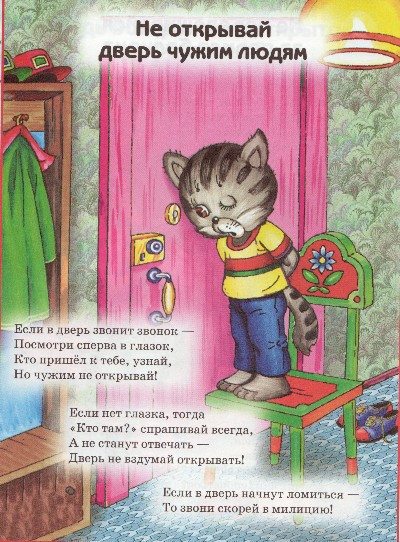 Не открывай
дверь чужим людям
Если в дверь звонит звонок —
Посмотри сперва в глазок,
Кто пришёл к тебе, узнай,
Но чужим не открывай!
Если нет глазка, тогда
«Кто там?» спрашивай всегда,
А не станут отвечать —
Дверь не вздумай открывать!
Если в дверь начнут ломиться —
То звони скорей в милицию!